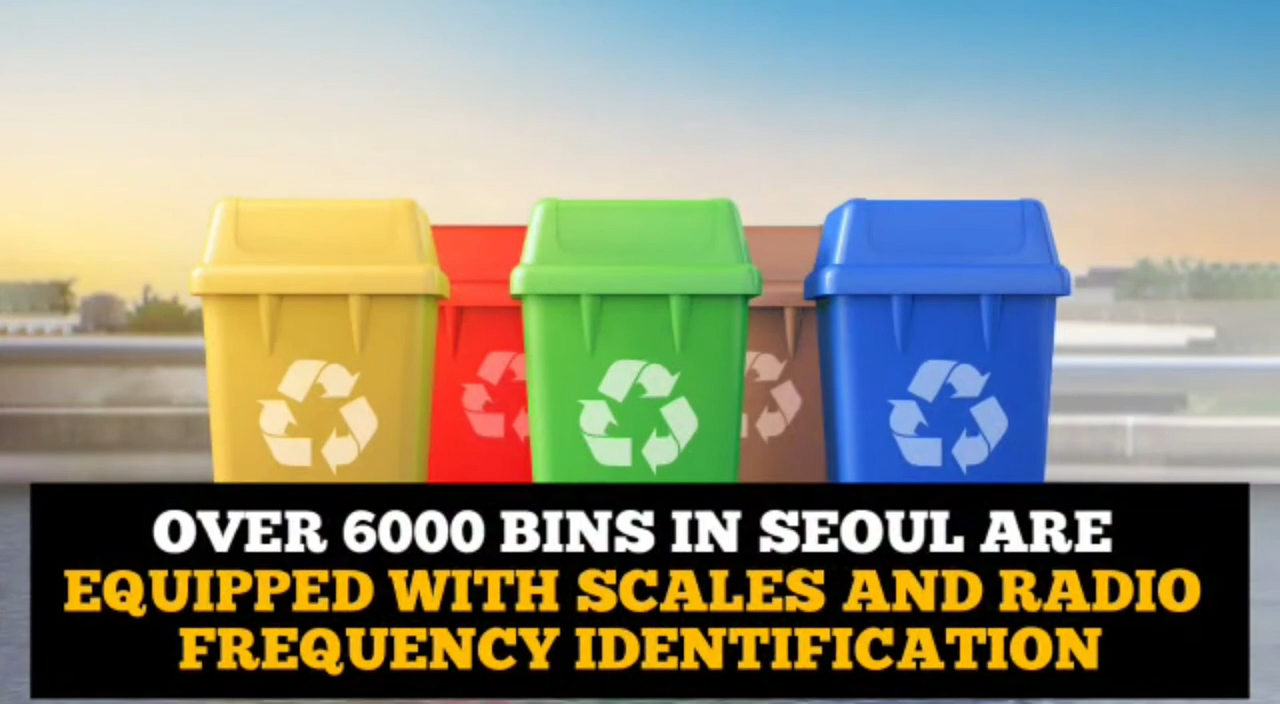 OVER 6000 BINS IN SEOUL ARE
EQUIPPED WITH SCALES AND RADIO
FREQUENCY IDENTIFICATION